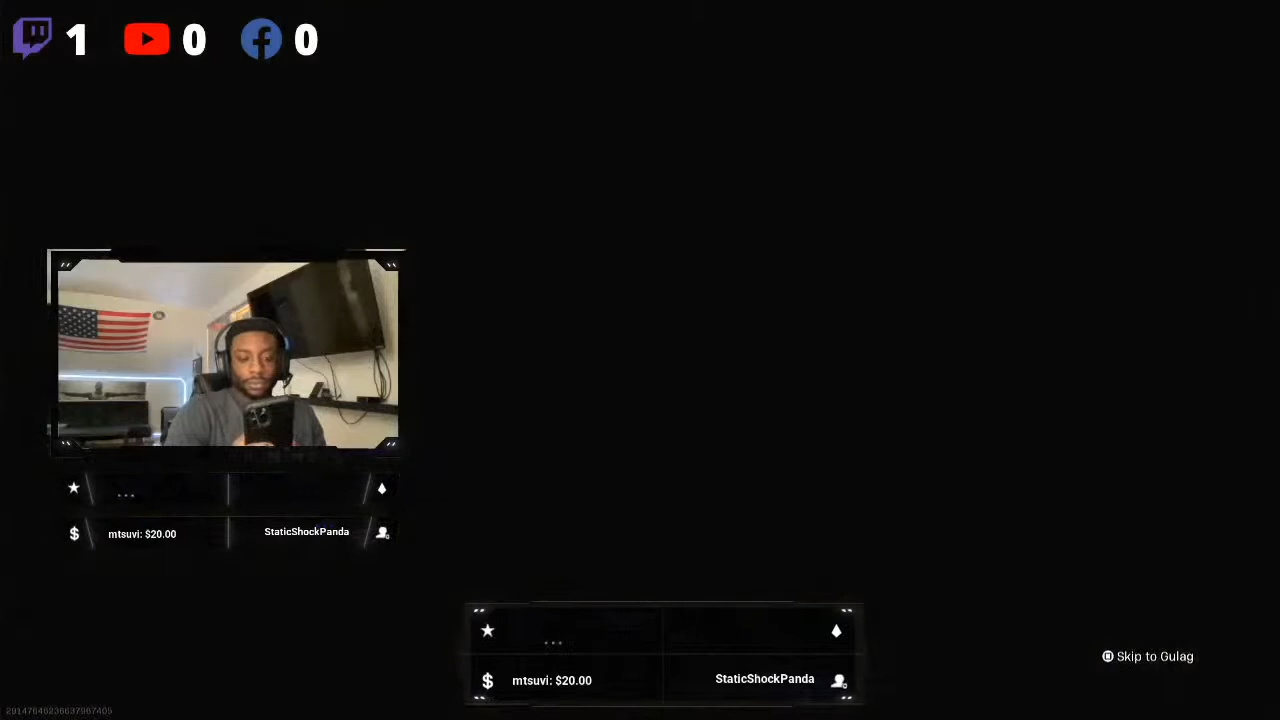 1 0 0
...
mtsuvi: $20.00 StaticShockPanda
...
mtsuvi: $20.00 StaticShockPanda
Skip to Gulag